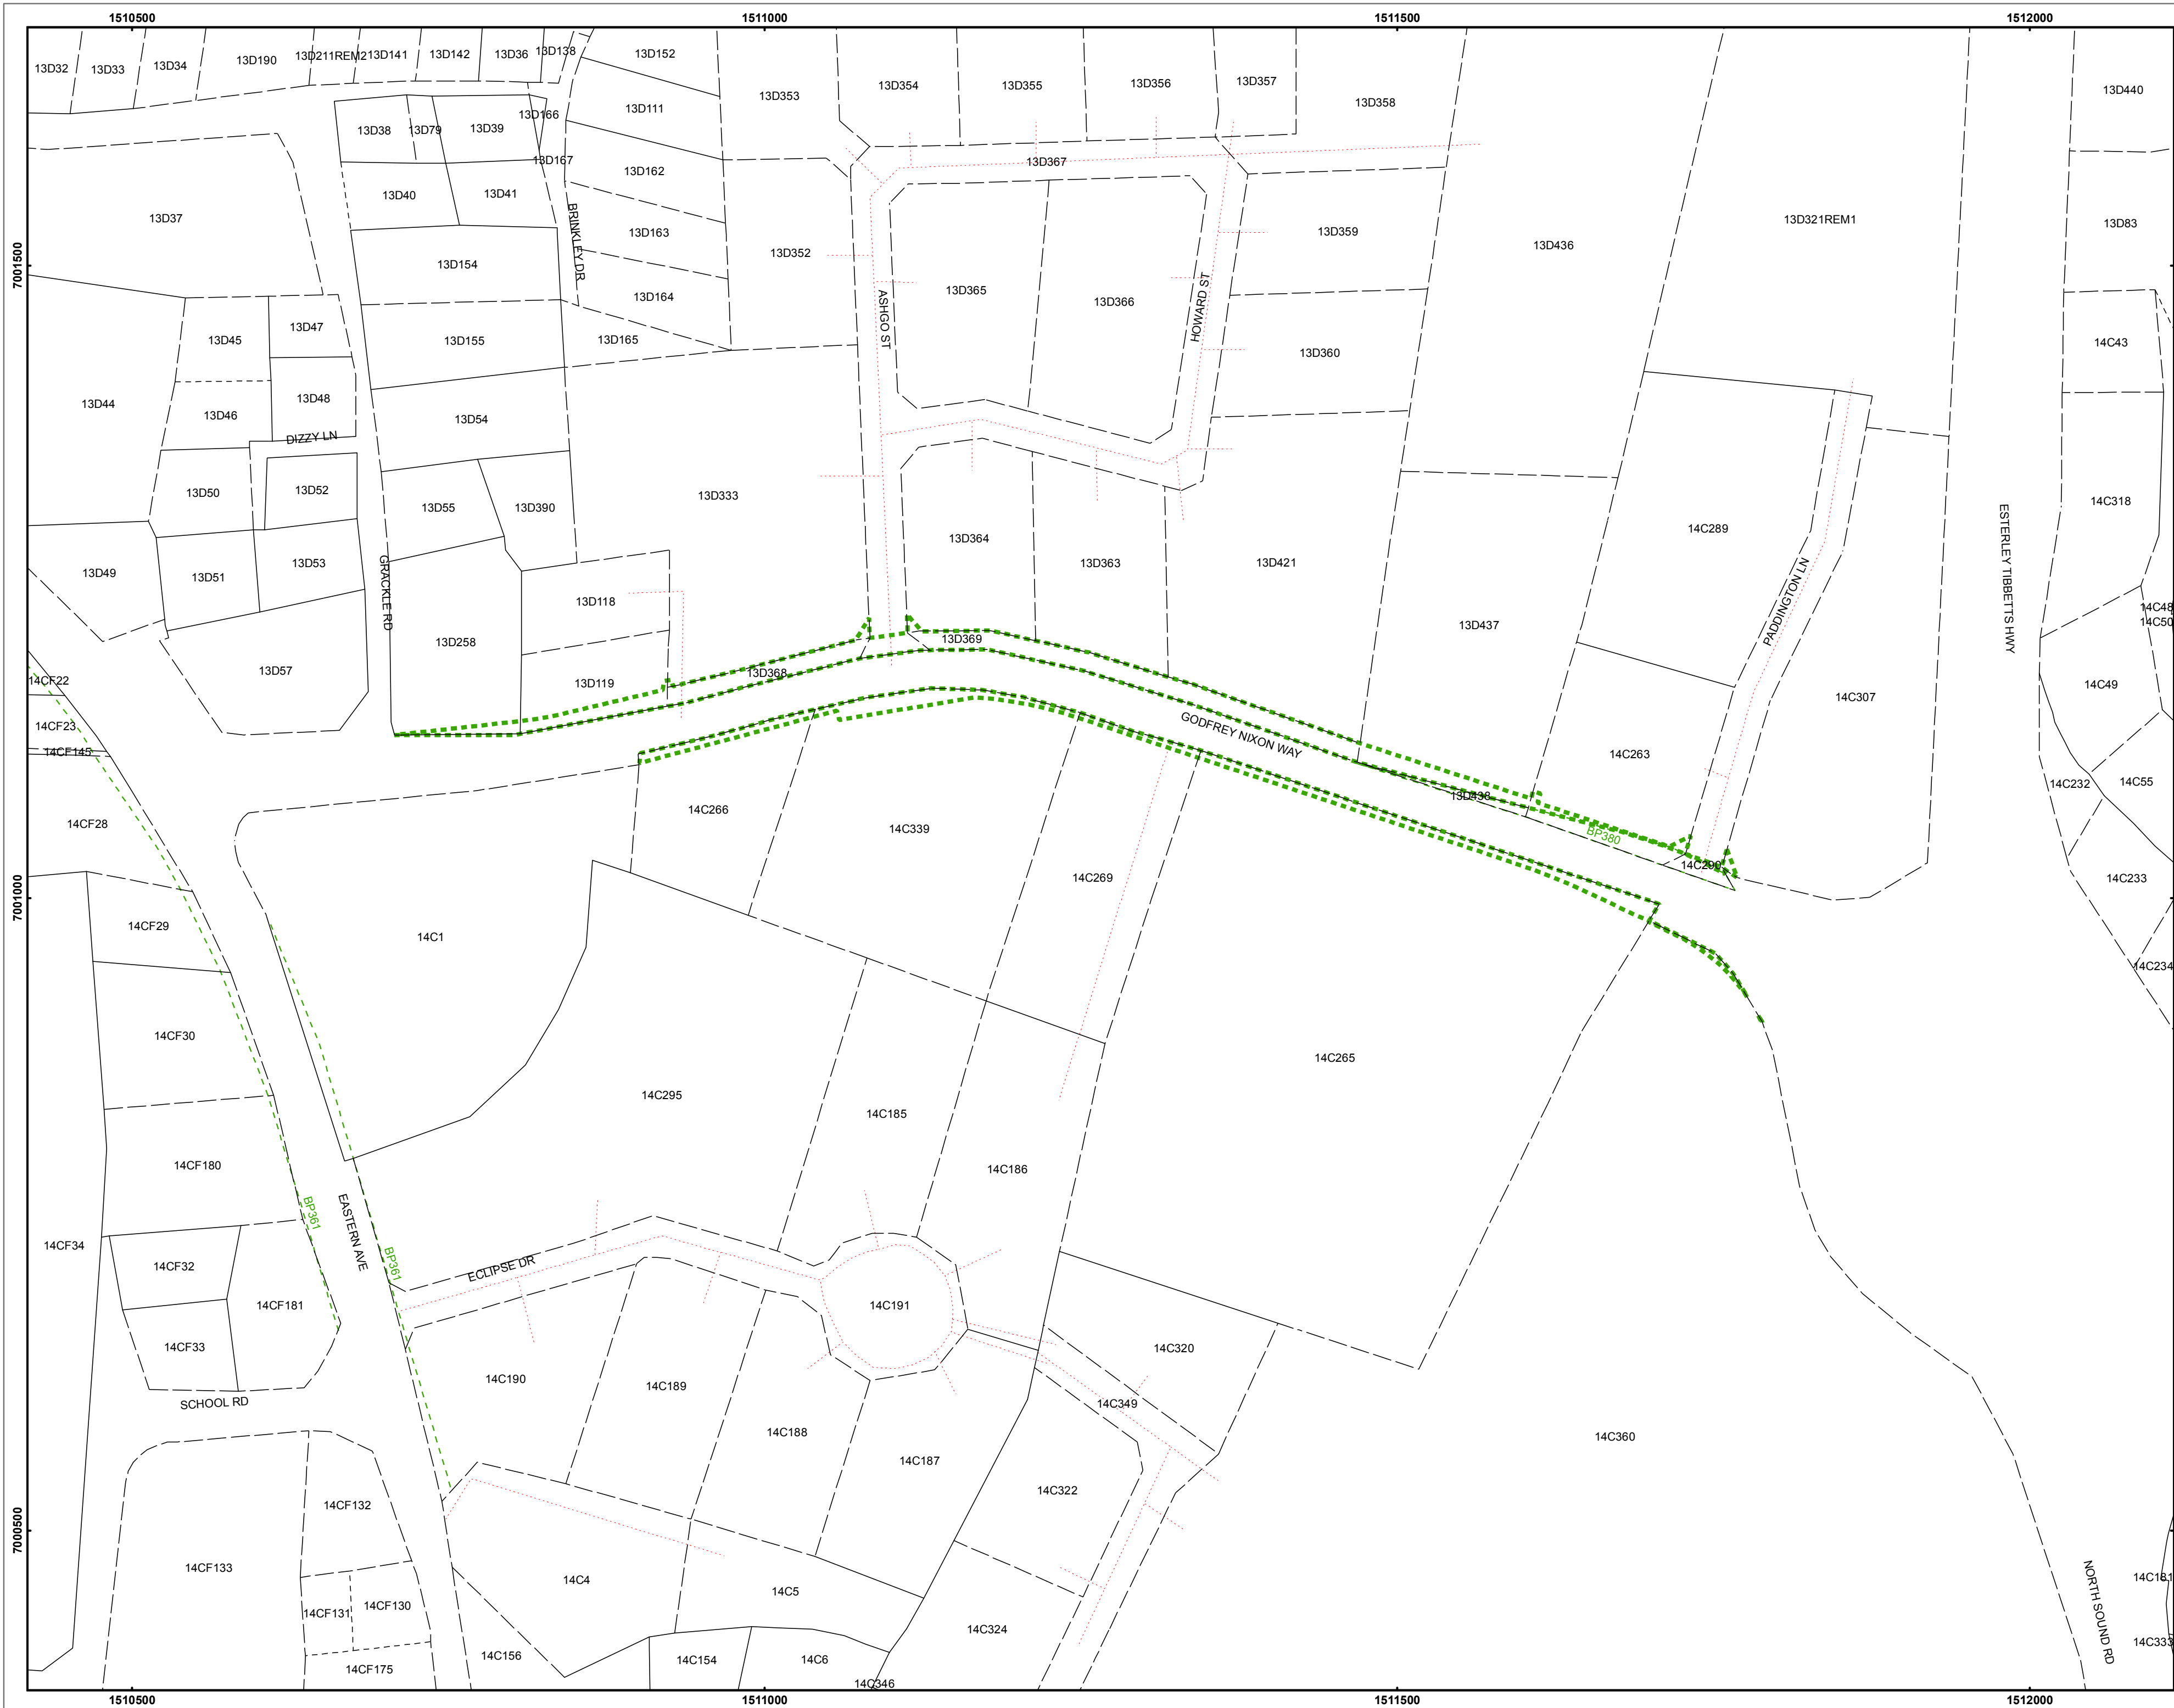 1510500
1511000
1511500
1512000
13D32
13D33
13D34
13D190
13D211REM2
13D141
13D142
13D36
13D138
13D152
13D353
13D354
13D355
13D356
13D357
13D358
13D440
13D38
13D79
13D39
13D166
13D111
13D167
13D162
13D367
13D37
13D40
13D41
BRINKLEY DR
13D163
13D352
13D359
13D436
13D321REM1
13D83
7001500
13D154
13D164
13D365
13D366
ASHGO ST
HOWARD ST
13D45
13D47
13D155
13D165
13D360
14C43
13D44
13D46
13D48
DIZZY LN
13D54
13D50
13D52
13D55
13D390
13D333
14C289
14C318
13D49
13D51
13D53
GRACKLE RD
13D118
13D364
13D363
13D421
PADDINGTON LN
ESTERLEY TIBBETTS HWY
14C48
14C50
13D57
13D258
13D119
13D368
13D369
13D437
14C307
14C49
14CF22
14CF23
14CF145
GODFREY NIXON WAY
14C263
14C232
14C55
13D438
BP380
14CF28
14C266
14C339
14C290
7001000
14C269
14C233
14CF29
14C1
14C234
14CF30
14C295
14C185
14C265
14CF180
14C186
BP361
EASTERN AVE
BP361
14CF34
14CF32
ECLIPSE DR
14CF181
14C191
14CF33
14C320
14C190
14C189
14C349
SCHOOL RD
14C188
14C187
14C360
14C322
14CF132
7000500
14CF133
14C4
14C5
14C181
14CF131
14CF130
14C324
NORTH SOUND RD
14CF175
14C156
14C154
14C6
14C346
14C333
1510500
1511000
1511500
1512000